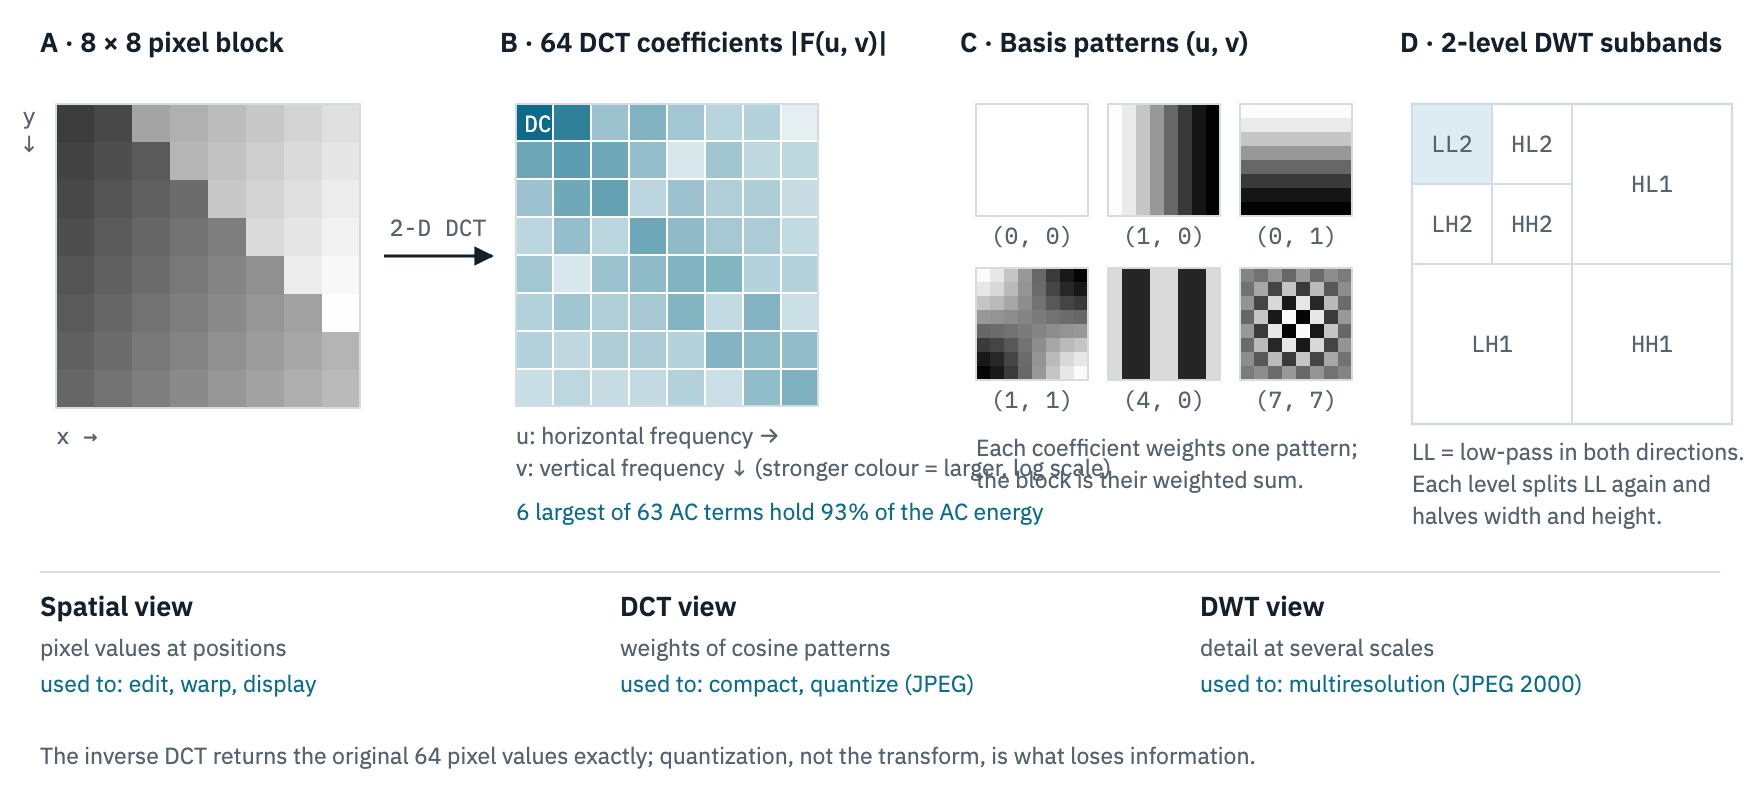 A · 8 × 8 pixel block
B · 64 DCT coefficients |F(u, v)|
C · Basis patterns (u, v)
D · 2-level DWT subbands
y
↓
x →
2-D DCT
DC
u: horizontal frequency →
v: vertical frequency ↓ (stronger colour = larger, log scale)
6 largest of 63 AC terms hold 93% of the AC energy
(0, 0)
(1, 0)
(0, 1)
(1, 1)
(4, 0)
(7, 7)
Each coefficient weights one pattern;
the block is their weighted sum.
LL2
HL2
HL1
LH2
HH2
LH1
HH1
LL = low-pass in both directions.
Each level splits LL again and
halves width and height.
Spatial view
pixel values at positions
used to: edit, warp, display
DCT view
weights of cosine patterns
used to: compact, quantize (JPEG)
DWT view
detail at several scales
used to: multiresolution (JPEG 2000)
The inverse DCT returns the original 64 pixel values exactly; quantization, not the transform, is what loses information.